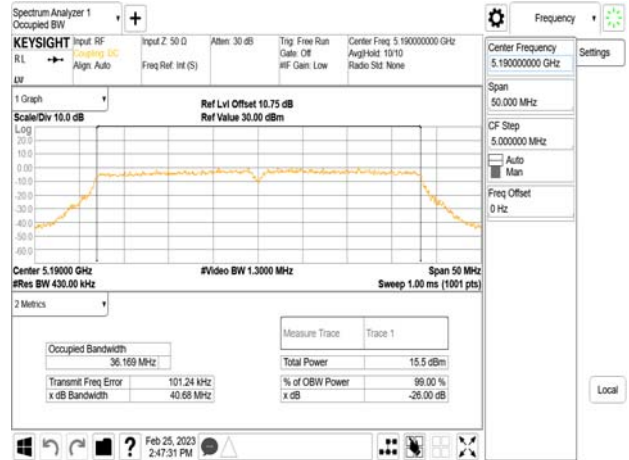 Spectrum Analyzer 1
Occupied BW
Frequency
KEYSIGHT
Input: RF
Coupling: DC
Align: Auto
Input Z: 50 Ω
Freq Ref: Int (S)
Atten: 30 dB
Trig: Free Run
Gate: Off
#IF Gain: Low
Center Freq: 5.190000000 GHz
Avg|Hold: 10/10
Radio Std: None
RL
LXI
Center Frequency
5.190000000 GHz
Settings
Span
50.000 MHz
CF Step
5.000000 MHz
Auto
Man
Freq Offset
0 Hz
Local
1 Graph
Scale/Div 10.0 dB
Ref Lvl Offset 10.75 dB
Ref Value 30.00 dBm
Log
20.0
10.0
0.00
-10.0
-20.0
-30.0
-40.0
-50.0
-60.0
Center 5.19000 GHz
#Res BW 430.00 kHz
#Video BW 1.3000 MHz
Span 50 MHz
Sweep 1.00 ms (1001 pts)
2 Metrics
Measure Trace Trace 1
Occupied Bandwidth
36.169 MHz
Total Power 15.5 dBm
Transmit Freq Error 101.24 kHz
% of OBW Power 99.00 %
x dB Bandwidth 40.68 MHz
x dB -26.00 dB
?
Feb 25, 2023
2:47:31 PM